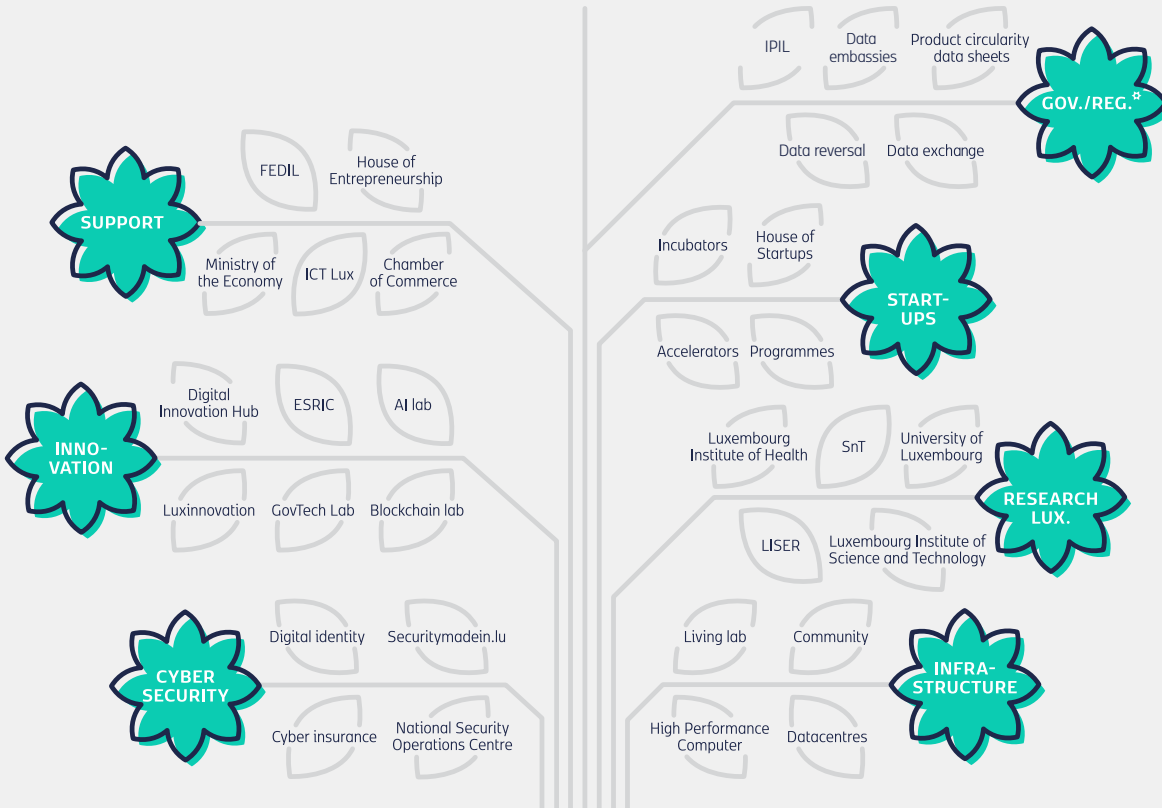 SUPPORT
FEDIL
House of
Entrepreneurship
Ministry of
the Economy
ICT Lux
Chamber
of Commerce
INNO-
VATION
Digital
Innovation Hub
ESRIC
AI lab
Luxinnovation
GovTech Lab
Blockchain lab
CYBER
SECURITY
Digital identity
Securitymadein.lu
Cyber insurance
National Security
Operations Centre
IPIL
Data
embassies
Product circularity
data sheets
GOV./REG.¤
Data reversal
Data exchange
Incubators
House of
Startups
START-
UPS
Accelerators
Programmes
Luxembourg
Institute of Health
SnT
University of
Luxembourg
RESEARCH
LUX.
LISER
Luxembourg Institute of
Science and Technology
Living lab
Community
INFRA-
STRUCTURE
High Performance
Computer
Datacentres